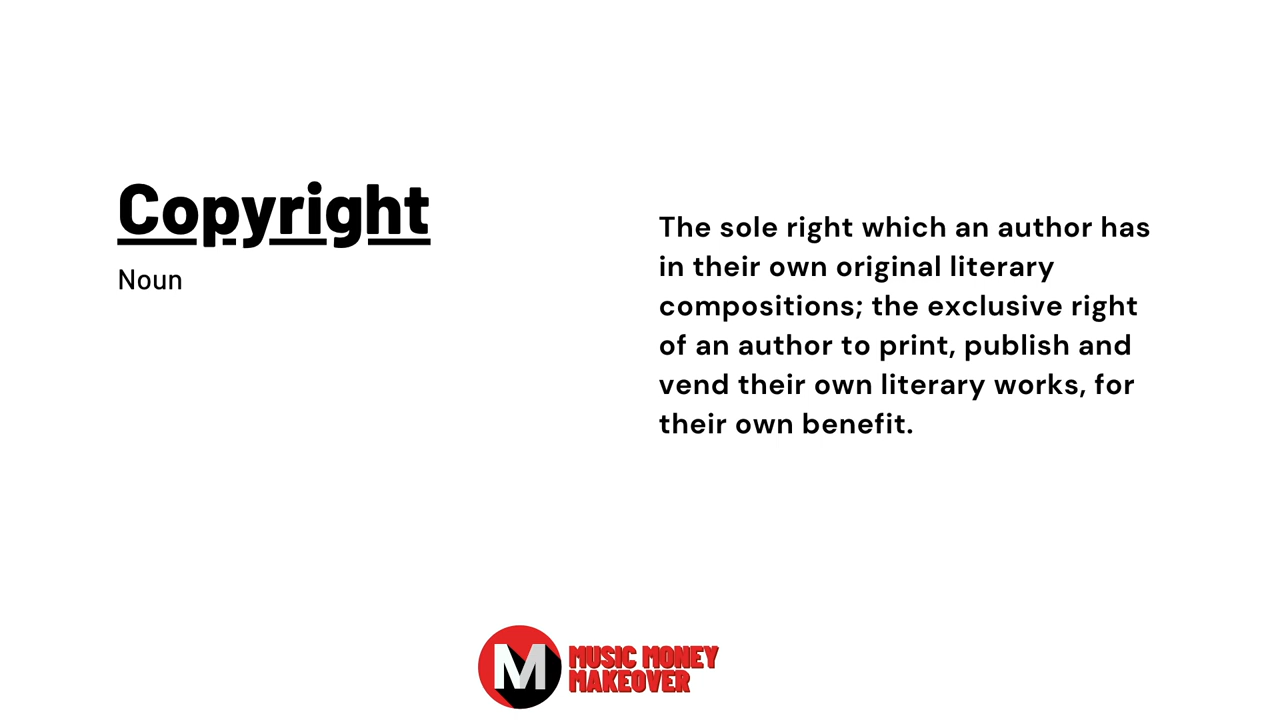 Copyright
Noun
The sole right which an author has
in their own original literary
compositions; the exclusive right
of an author to print, publish and
vend their own literary works, for
their own benefit.
M
MUSIC MONEY
MAKEOVER